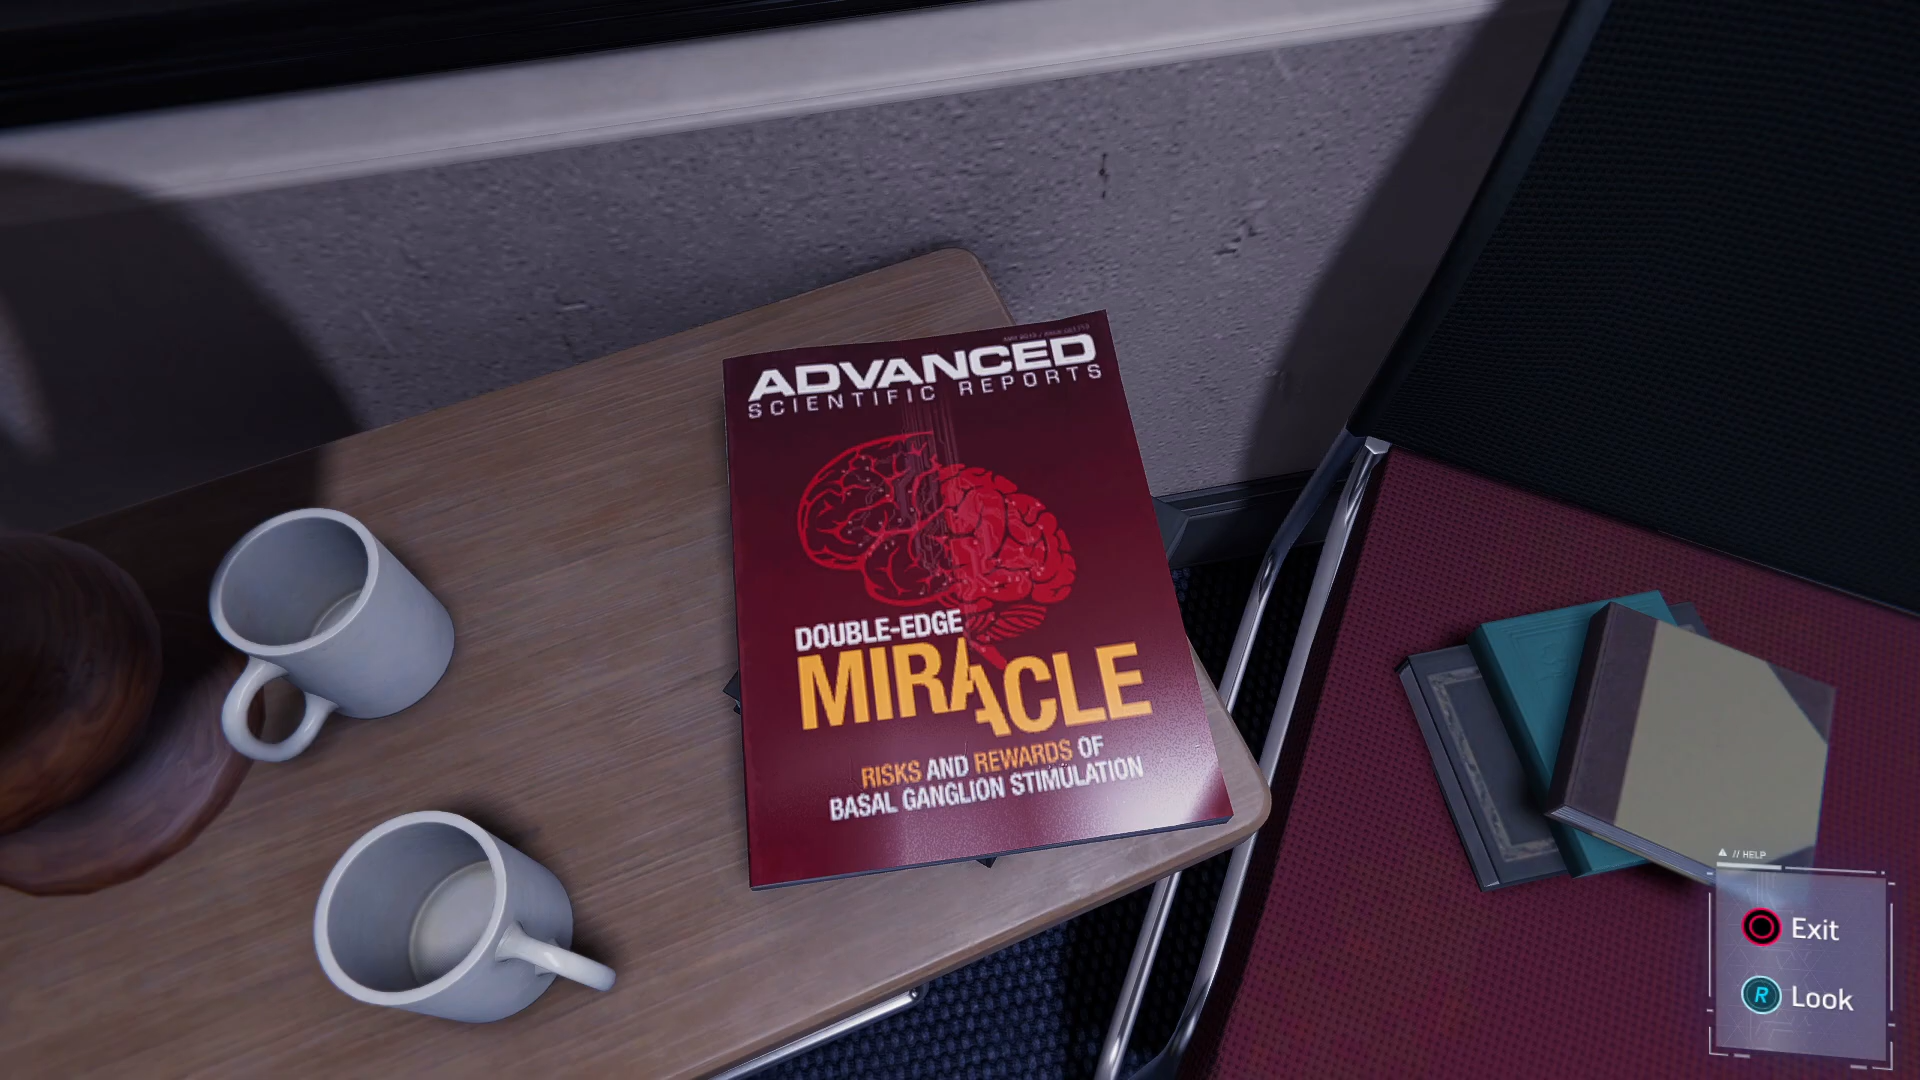 ADVANCED
SCIENTIFIC REPORTS
DOUBLE-EDGE
MIRACLE
RISKS AND REWARDS OF
BASAL GANGLION STIMULATION
// HELP
Exit
R Look